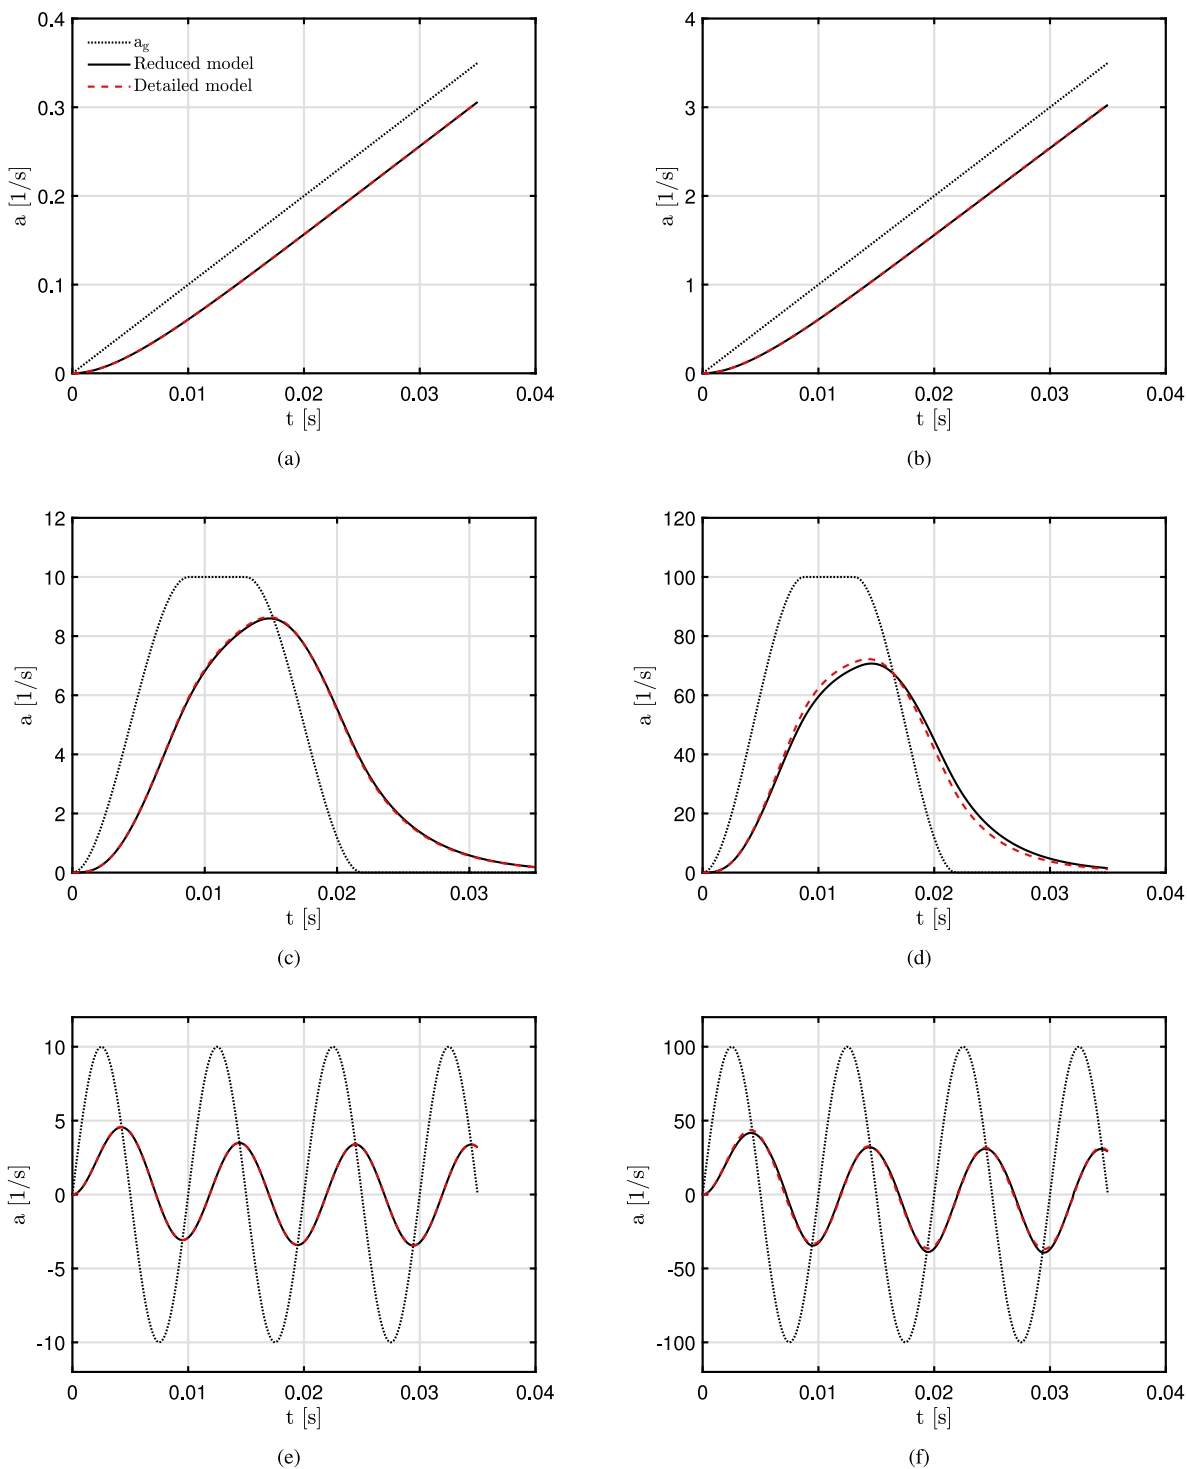 0.4
0.3
0.2
0.1
0
a [1/s]
a_g
Reduced model
Detailed model
0 0.01 0.02 0.03 0.04
t [s]
(a)
4
3
2
1
0
a [1/s]
0 0.01 0.02 0.03 0.04
t [s]
(b)
12
10
8
6
4
2
0
a [1/s]
0 0.01 0.02 0.03
t [s]
(c)
120
100
80
60
40
20
0
a [1/s]
0 0.01 0.02 0.03 0.04
t [s]
(d)
10
5
0
-5
-10
a [1/s]
0 0.01 0.02 0.03 0.04
t [s]
(e)
100
50
0
-50
-100
a [1/s]
0 0.01 0.02 0.03 0.04
t [s]
(f)